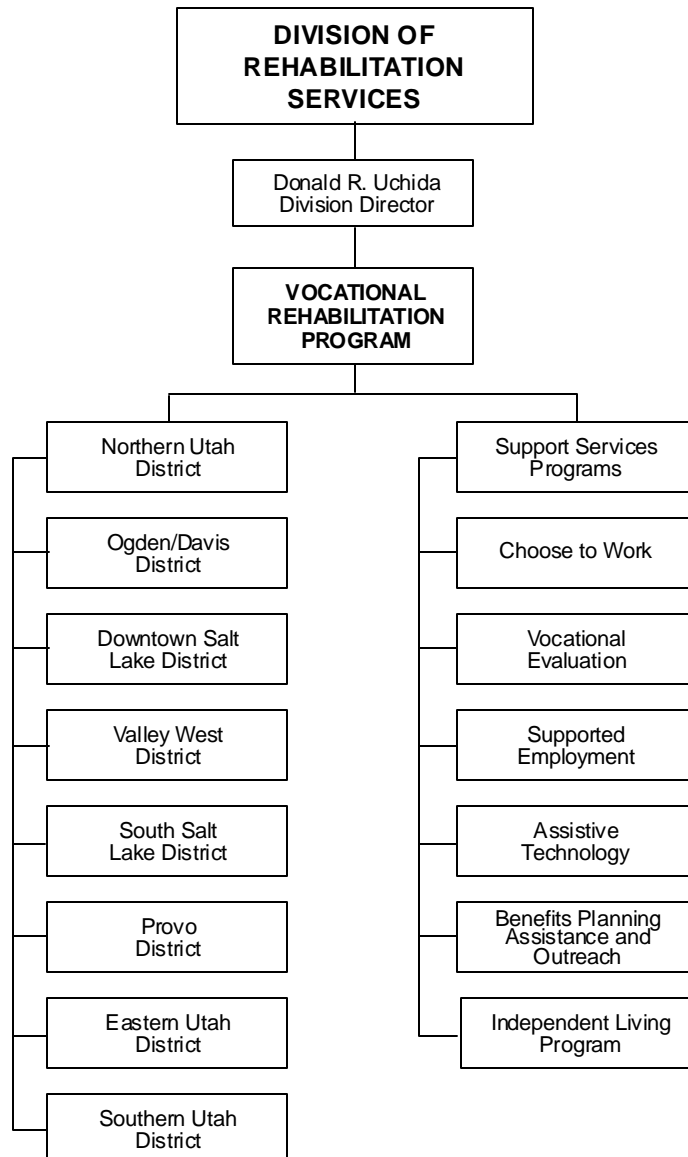 DIVISION OF
REHABILITATION
SERVICES
Donald R. Uchida
Division Director
VOCATIONAL
REHABILITATION
PROGRAM
Northern Utah
District
Ogden/Davis
District
Downtown Salt
Lake District
Valley West
District
South Salt
Lake District
Provo
District
Eastern Utah
District
Southern Utah
District
Support Services
Programs
Choose to Work
Vocational
Evaluation
Supported
Employment
Assistive
Technology
Benefits Planning
Assistance and
Outreach
Independent Living
Program